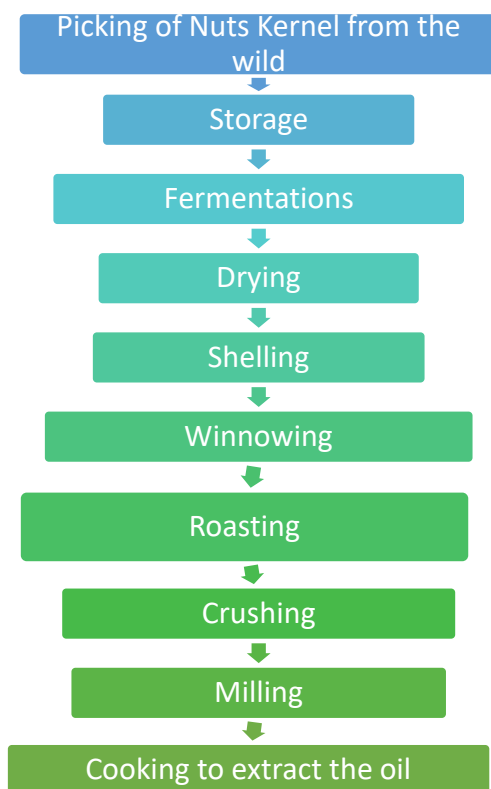 Picking of Nuts Kernel from the
wild
Storage
Fermentations
Drying
Shelling
Winnowing
Roasting
Crushing
Milling
Cooking to extract the oil